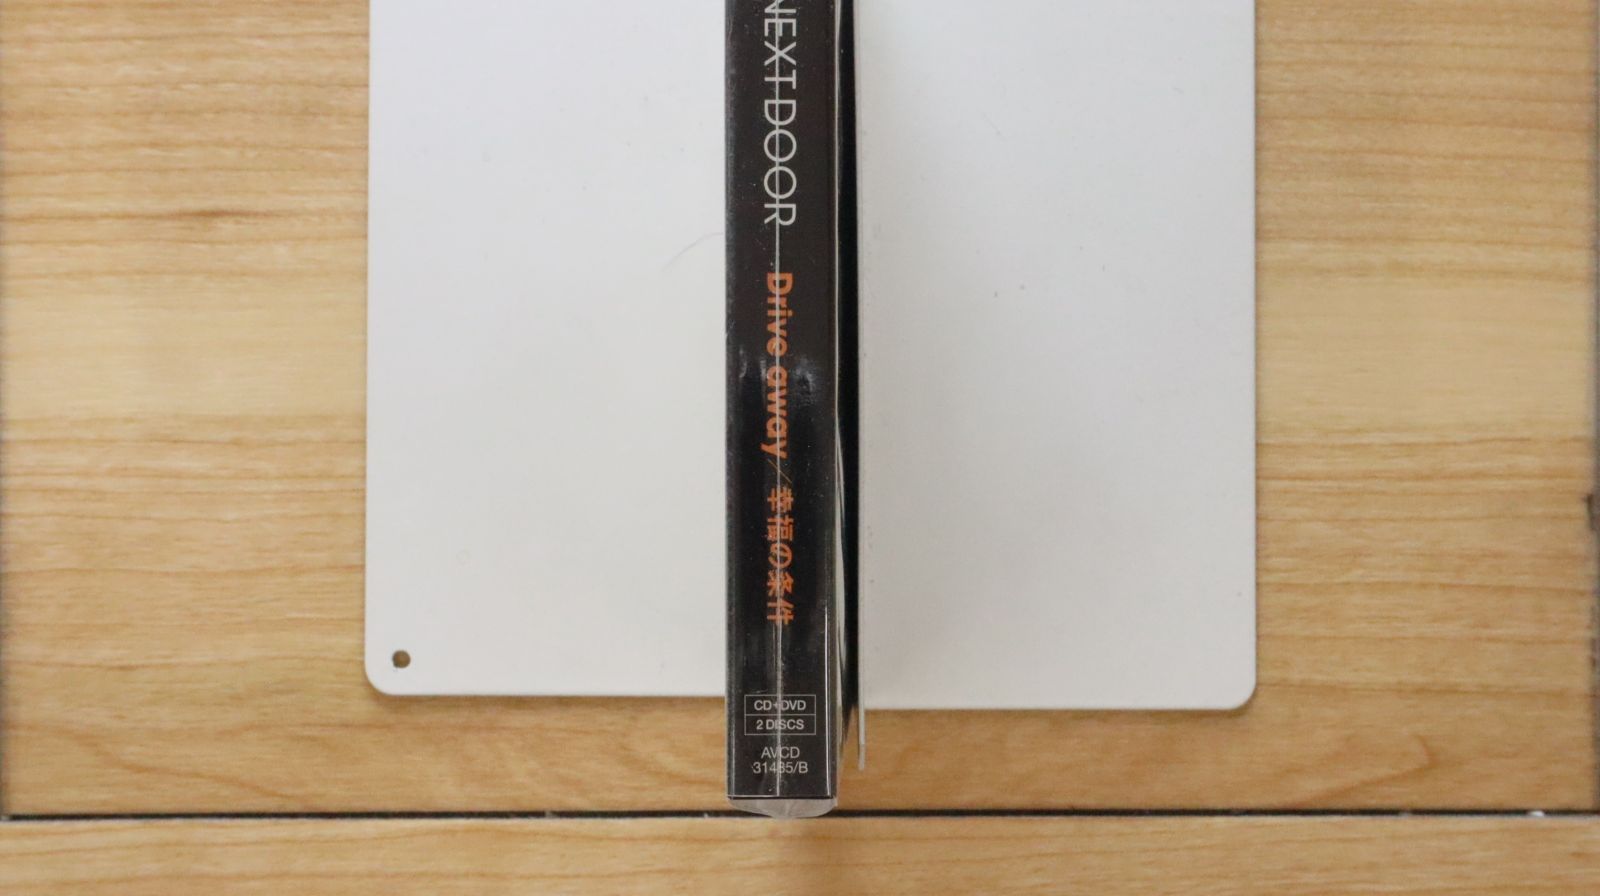 NEXT DOOR
Drive away／幸福の条件
CD+DVD
2 DISCS
AVCD
31485/B